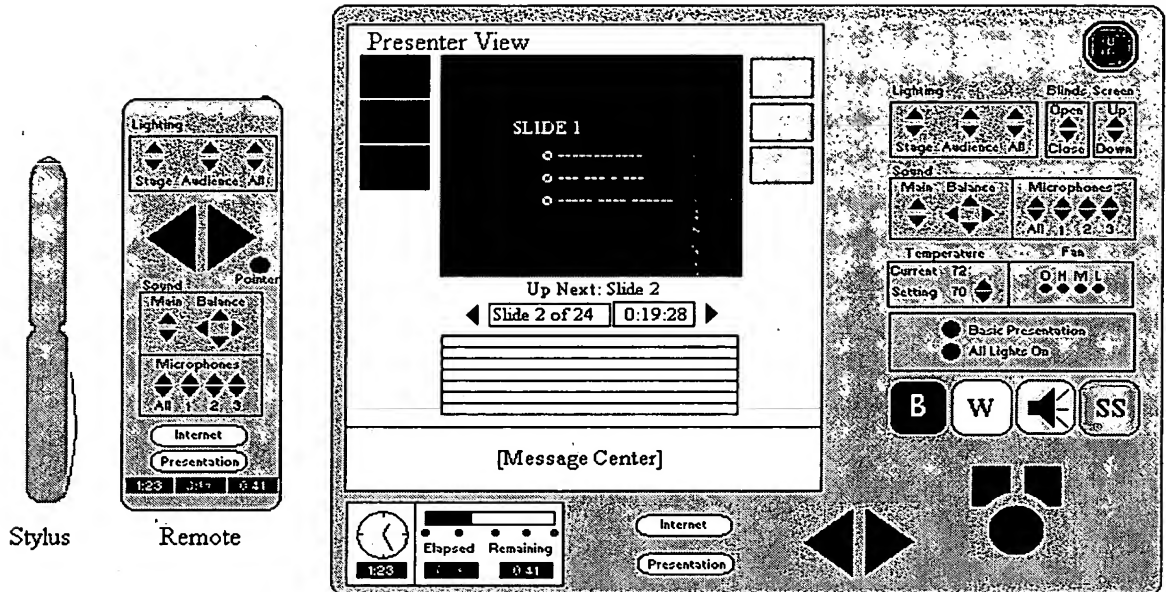 Stylus
Lighting
Stage Audience All
Pointer
Sound
Main Balance
Microphones
All 1 2 3
Internet
Presentation
1:23 0:41
Remote
Presenter View
SLIDE 1
Up Next: Slide 2
Slide 2 of 24 0:19:28
[Message Center]
Elapsed Remaining
1:23 0:41
Internet
Presentation
Lighting Blinds Screen
Open Up
Stage Audience All Close Down
Sound
Main Balance Microphones
All 1 2 3
Temperature Fan
Current 72 O H M L
Setting 70
Basic Presentation
All Lights On
B W SS